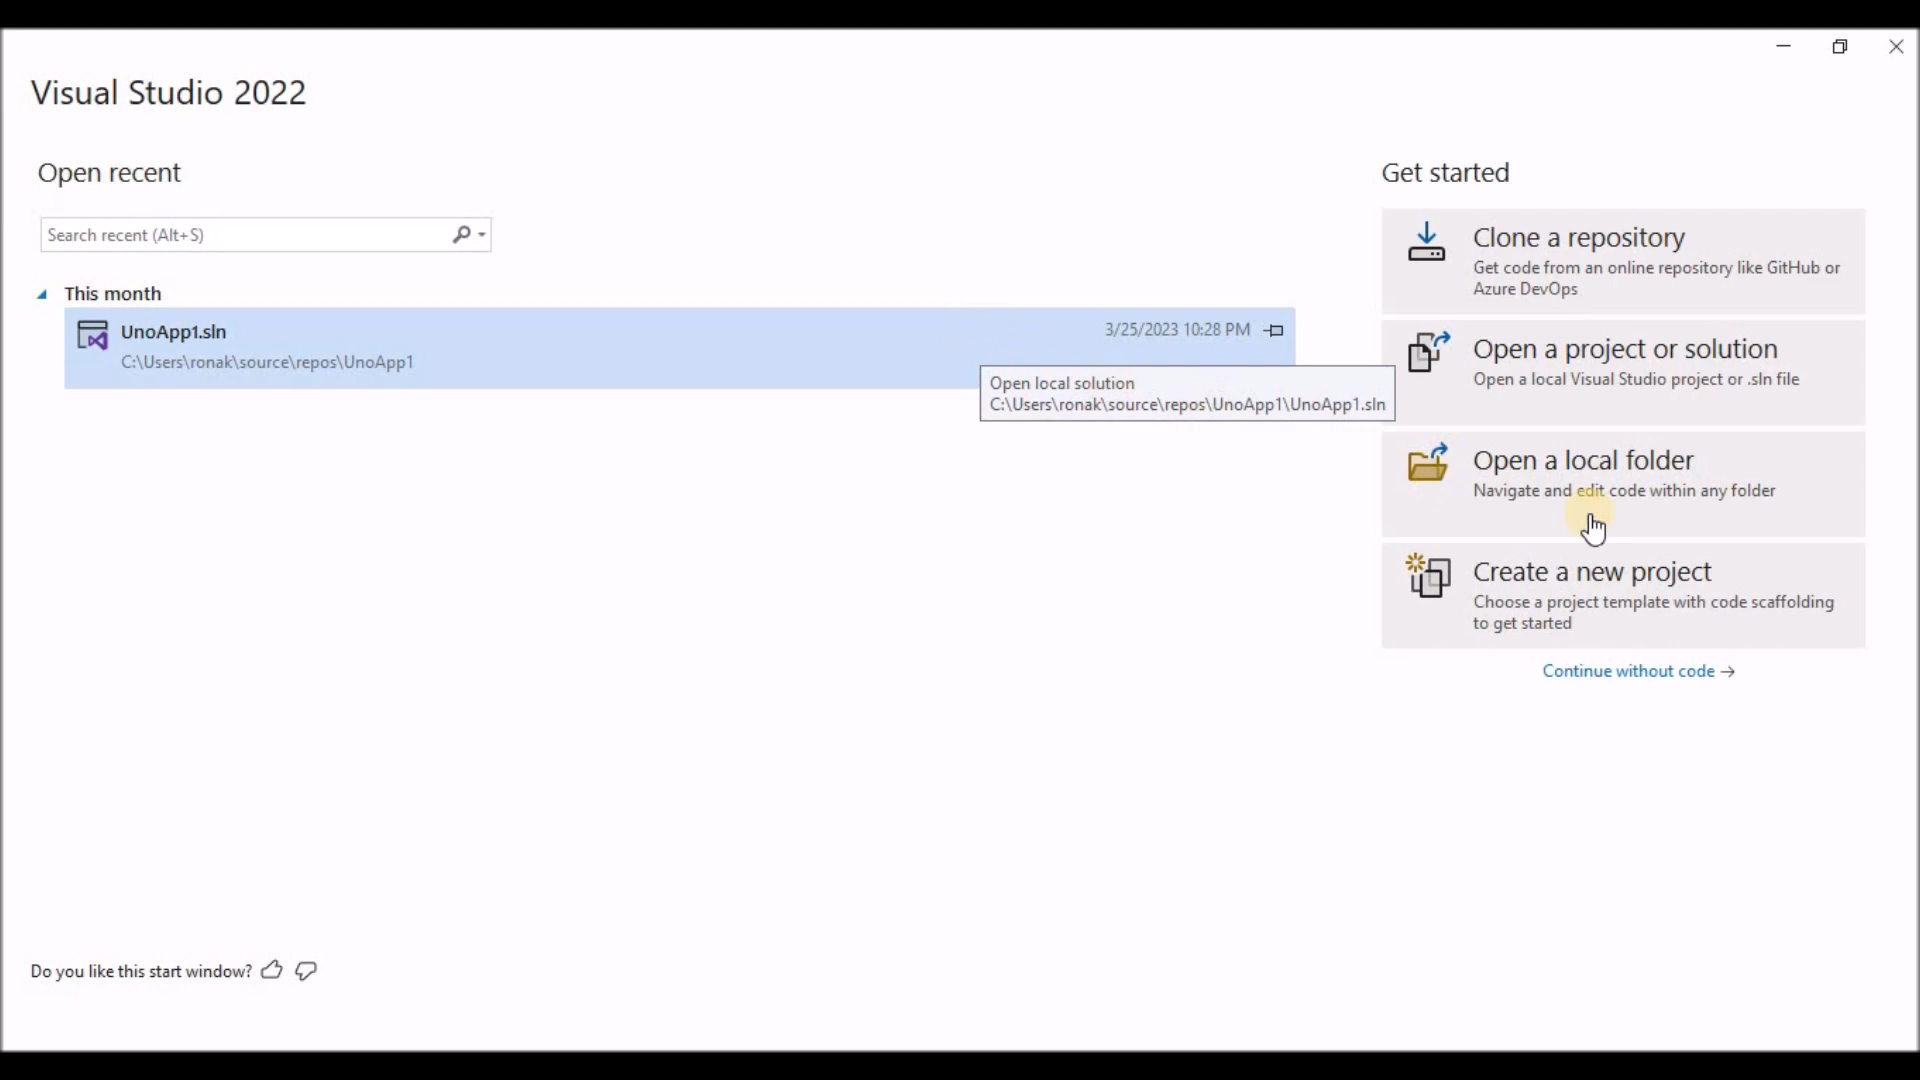 Visual Studio 2022
Open recent
Search recent (Alt+S)
This month
UnoApp1.sln
3/25/2023 10:28 PM
C:\Users\ronak\source\repos\UnoApp1
Open local solution
C:\Users\ronak\source\repos\UnoApp1\UnoApp1.sln
Get started
Clone a repository
Get code from an online repository like GitHub or
Azure DevOps
Open a project or solution
Open a local Visual Studio project or .sln file
Open a local folder
Navigate and edit code within any folder
Create a new project
Choose a project template with code scaffolding
to get started
Continue without code →
Do you like this start window?